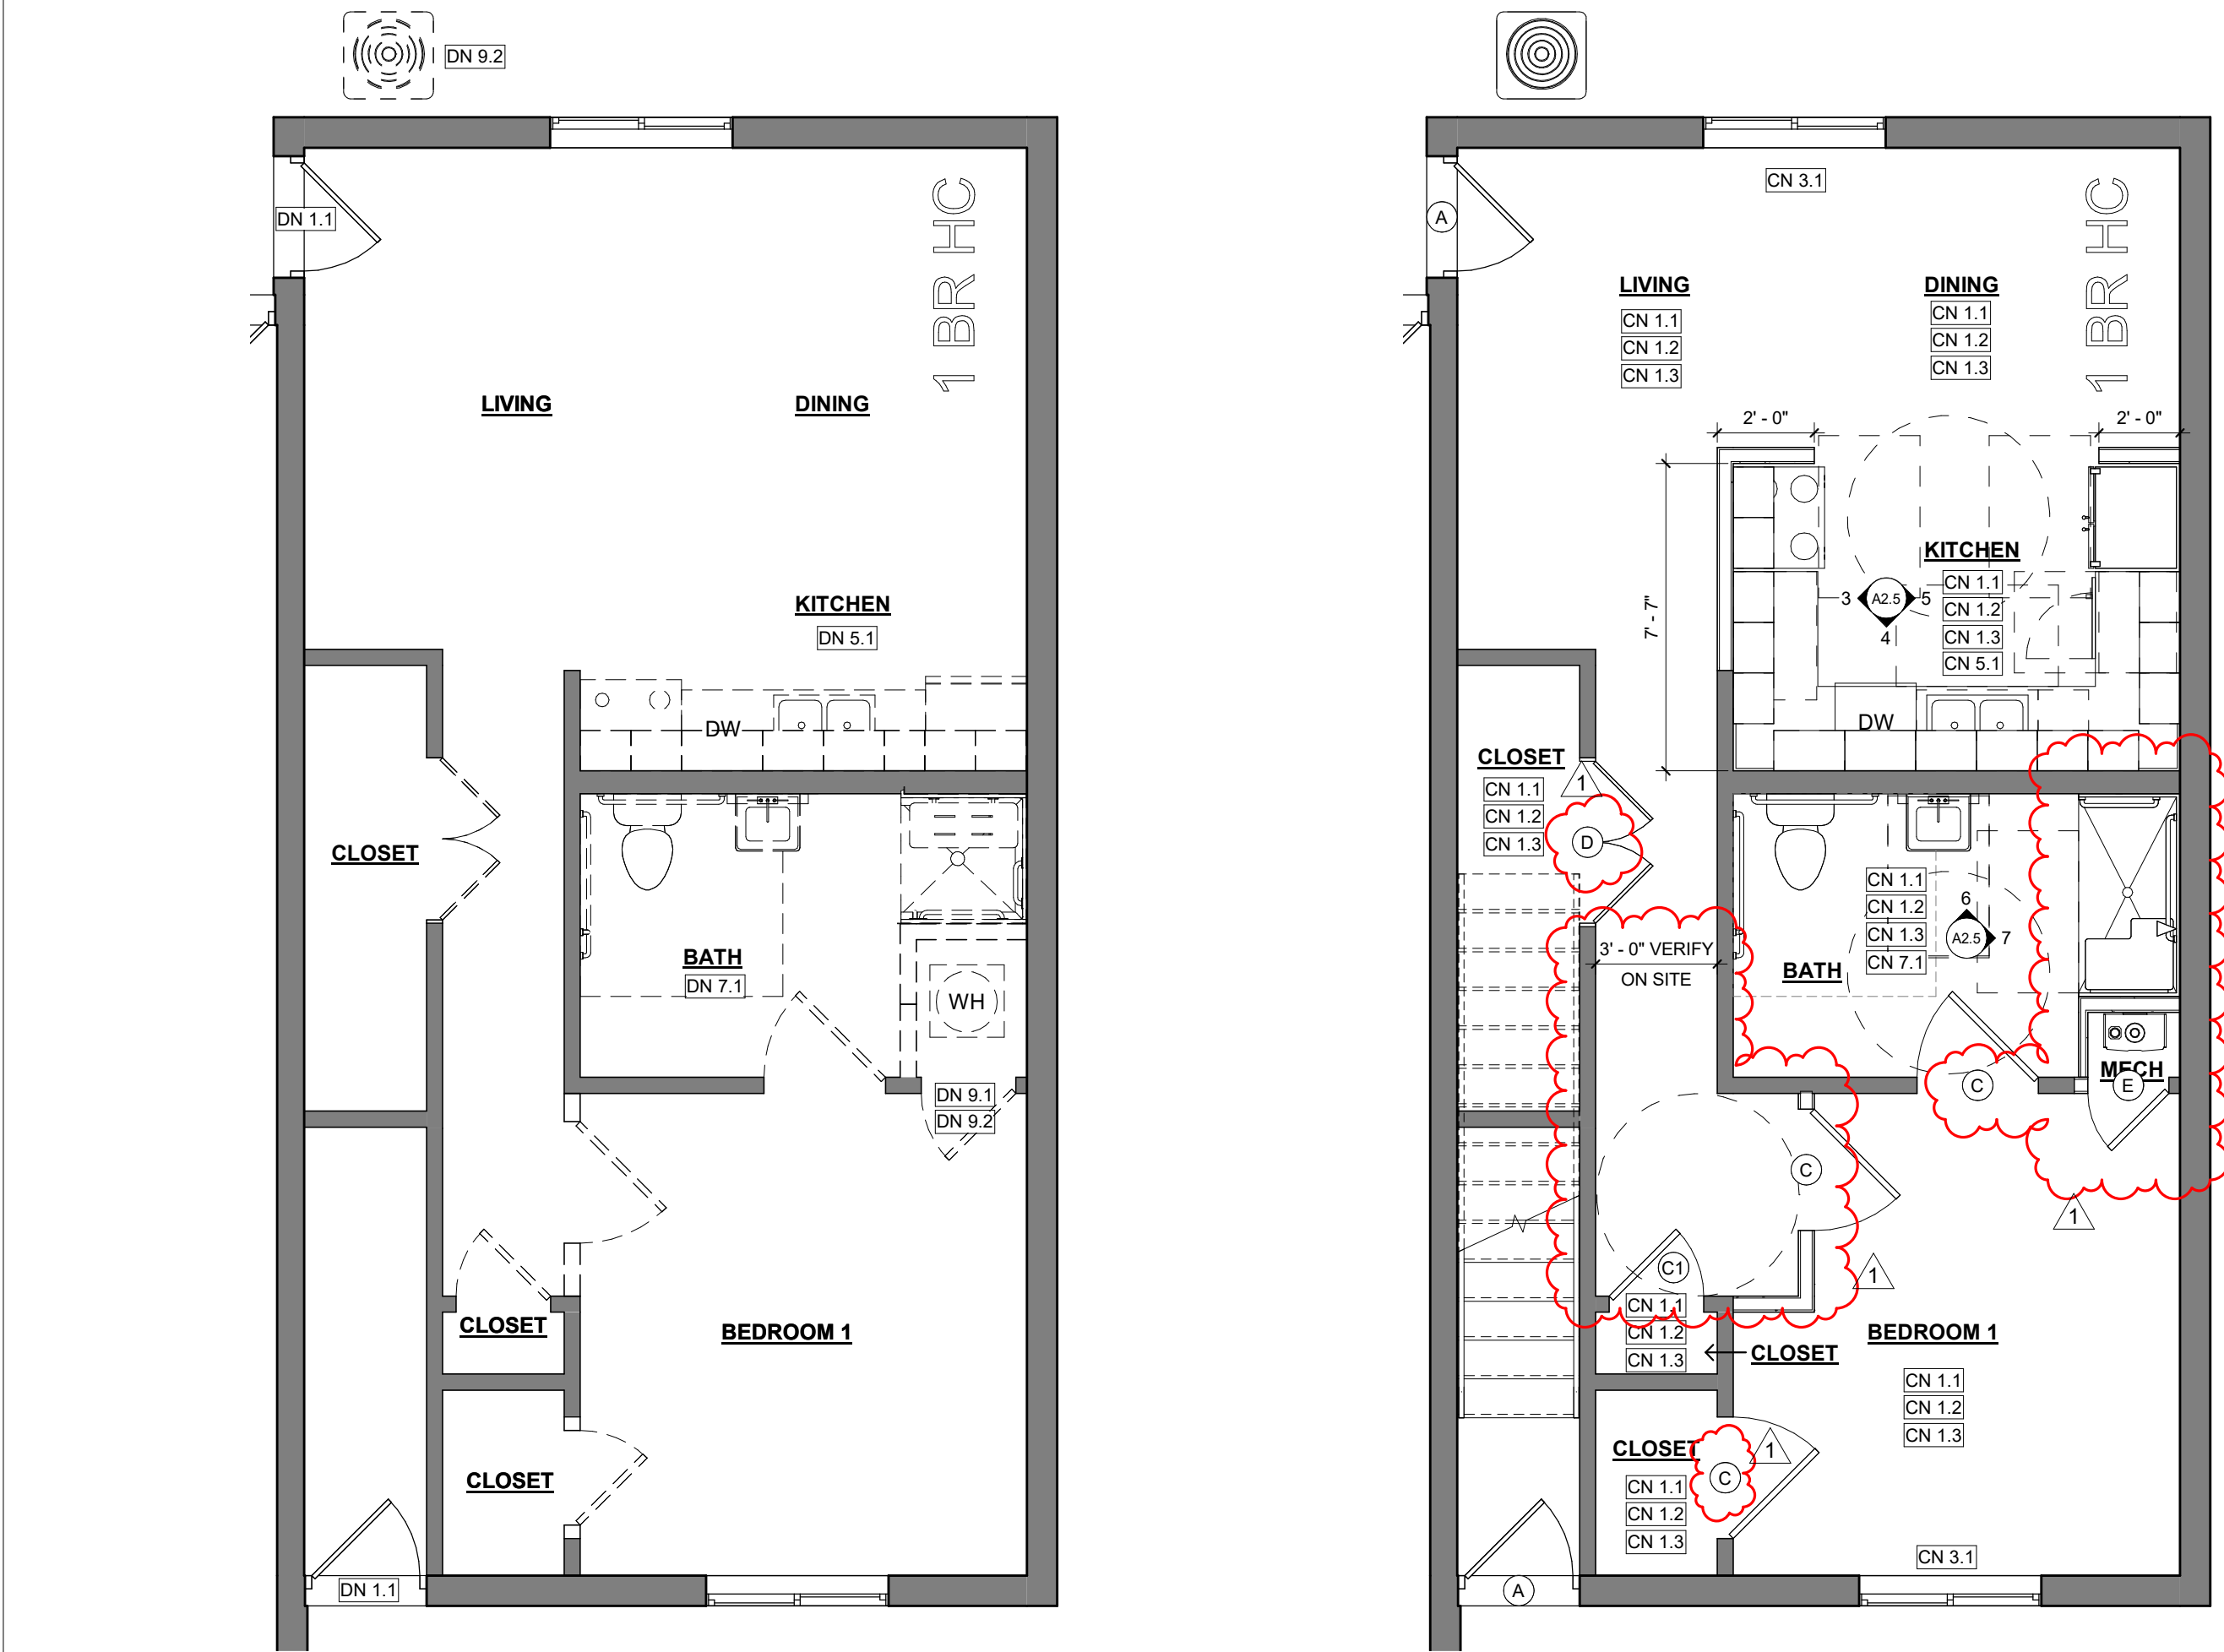 DN 9.2
DN 1.1
1 BR HC
LIVING
DINING
KITCHEN
DN 5.1
DW
CLOSET
BATH
DN 7.1
WH
DN 9.1
DN 9.2
CLOSET
BEDROOM 1
CLOSET
DN 1.1
CN 3.1
A
1 BR HC
LIVING
CN 1.1
CN 1.2
CN 1.3
DINING
CN 1.1
CN 1.2
CN 1.3
2' - 0"
2' - 0"
7' - 7"
KITCHEN
CN 1.1
CN 1.2
CN 1.3
CN 5.1
3
A2.5
5
4
DW
CLOSET
CN 1.1
CN 1.2
CN 1.3
1
D
3' - 0" VERIFY
ON SITE
CN 1.1
CN 1.2
CN 1.3
CN 7.1
6
A2.5
7
BATH
MECH
E
C
C
1
1
C1
CN 1.1
CN 1.2
CN 1.3
CLOSET
BEDROOM 1
CN 1.1
CN 1.2
CN 1.3
CLOSET
CN 1.1
CN 1.2
CN 1.3
C
1
CN 3.1
A